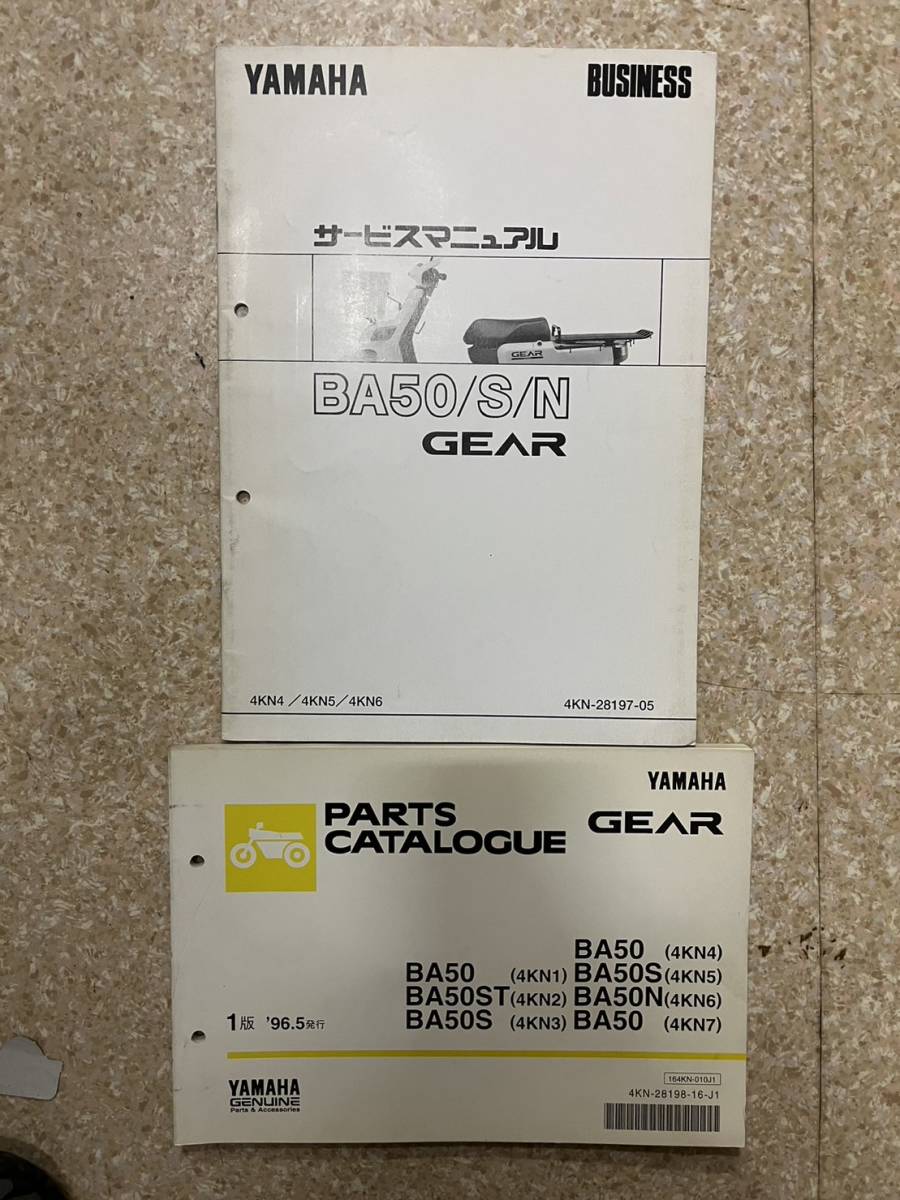 YAMAHA BUSINESS
サービスマニュアル
GEAR
BA50/S/N
GEAR
4KN4 ／4KN5／4KN6 4KN-28197-05
YAMAHA
PARTS
CATALOGUE
GEAR
BA50 (4KN1)
BA50ST(4KN2)
BA50S (4KN3)
BA50 (4KN4)
BA50S(4KN5)
BA50N(4KN6)
BA50 (4KN7)
1版 '96.5発行
YAMAHA
GENUINE
Parts & Accessories
164KN-010J1
4KN-28198-16-J1